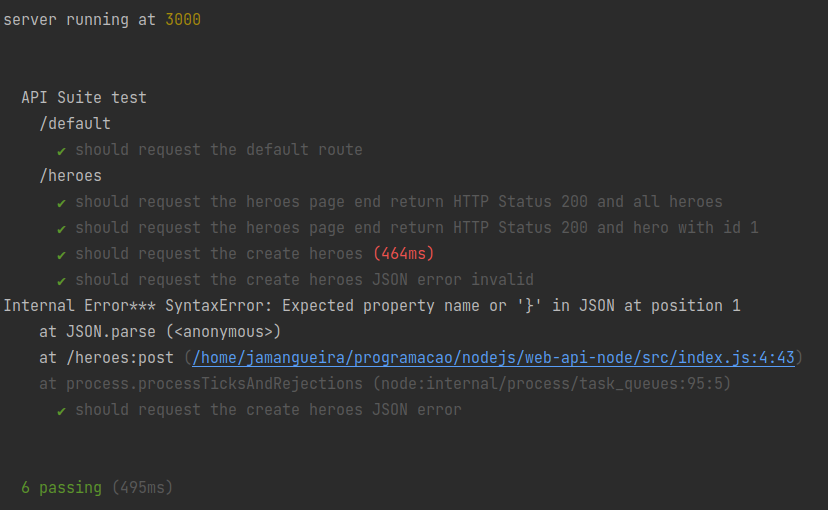 server running at 3000
API Suite test
/default
✔ should request the default route
/heroes
✔ should request the heroes page end return HTTP Status 200 and all heroes
✔ should request the heroes page end return HTTP Status 200 and hero with id 1
✔ should request the create heroes (464ms)
✔ should request the create heroes JSON error invalid
Internal Error*** SyntaxError: Expected property name or '}' in JSON at position 1
at JSON.parse (<anonymous>)
at /heroes:post (/home/jamangueira/programacao/nodejs/web-api-node/src/index.js:4:43)
at process.processTicksAndRejections (node:internal/process/task_queues:95:5)
✔ should request the create heroes JSON error
6 passing (495ms)